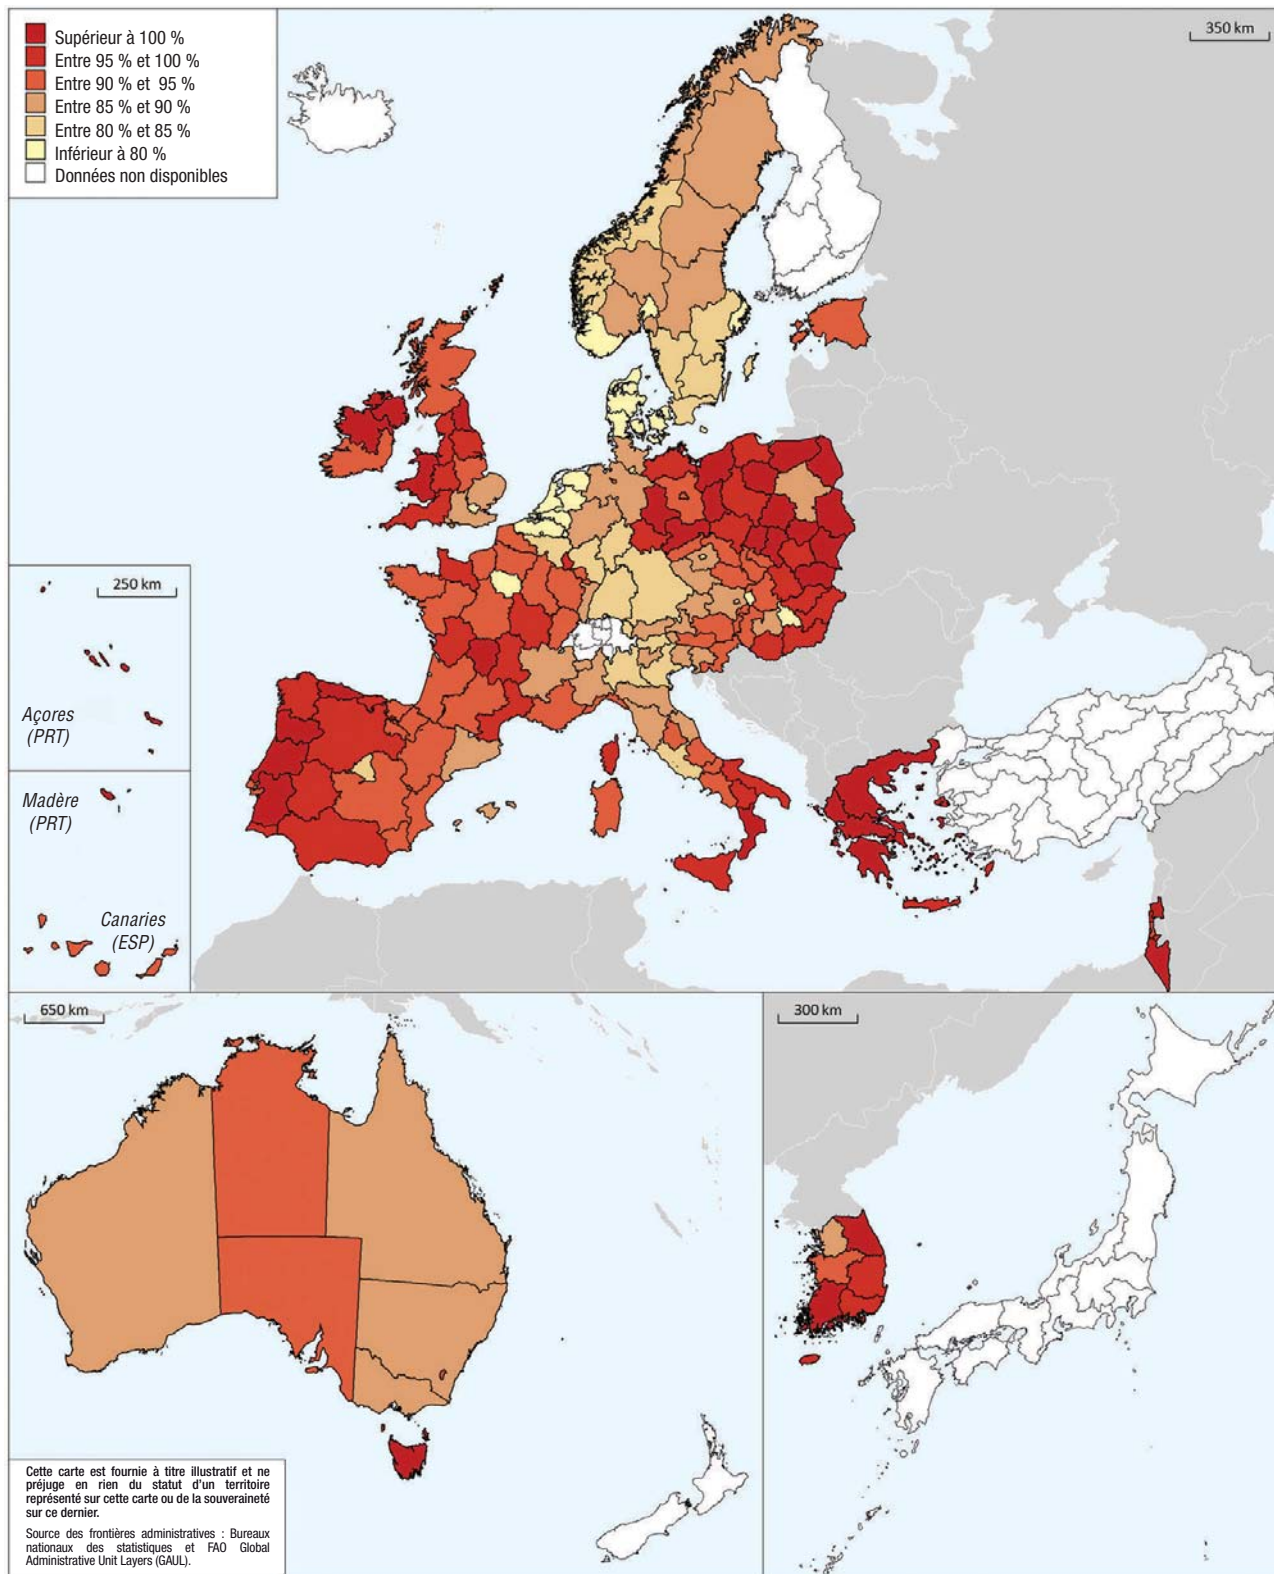 Supérieur à 100 %
Entre 95 % et 100 %
Entre 90 % et 95 %
Entre 85 % et 90 %
Entre 80 % et 85 %
Inférieur à 80 %
Données non disponibles
350 km
250 km
Açores
(PRT)
Madère
(PRT)
Canaries
(ESP)
650 km
300 km
Cette carte est fournie à titre illustratif et ne
préjuge en rien du statut d'un territoire
représenté sur cette carte ou de la souveraineté
sur ce dernier.
Source des frontières administratives : Bureaux
nationaux des statistiques et FAO Global
Administrative Unit Layers (GAUL).